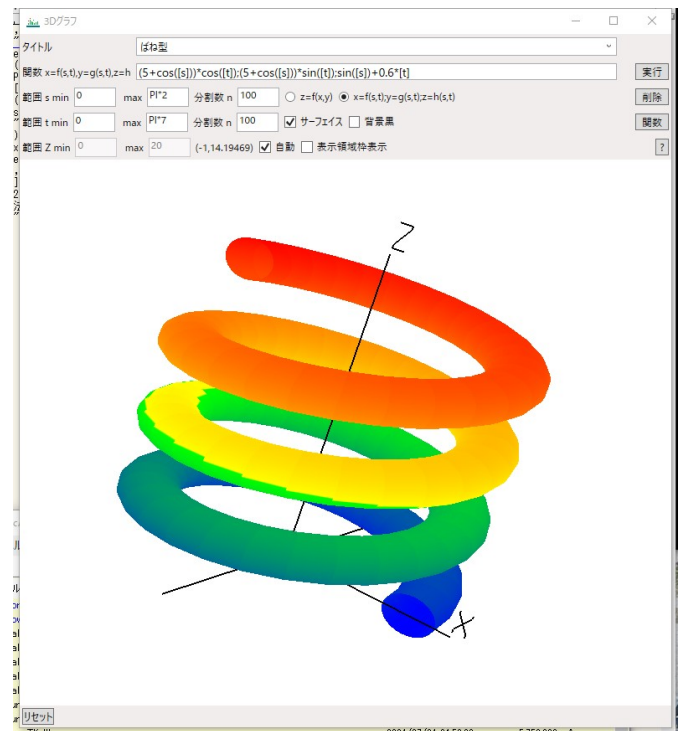 3Dグラフ
タイトル ばね型
関数 x=f(s,t),y=g(s,t),z=h (5+cos([s]))*cos([t]);(5+cos([s]))*sin([t]);sin([s])+0.6*[t] 実行
範囲 s min 0 max PI*2 分割数 n 100 z=f(x,y) x=f(s,t);y=g(s,t);z=h(s,t) 削除
範囲 t min 0 max PI*7 分割数 n 100 サーフェイス 背景黒 関数
範囲 Z min 0 max 20 (-1,14.19469) 自動 表示領域枠表示 ?
Z
X
リセット